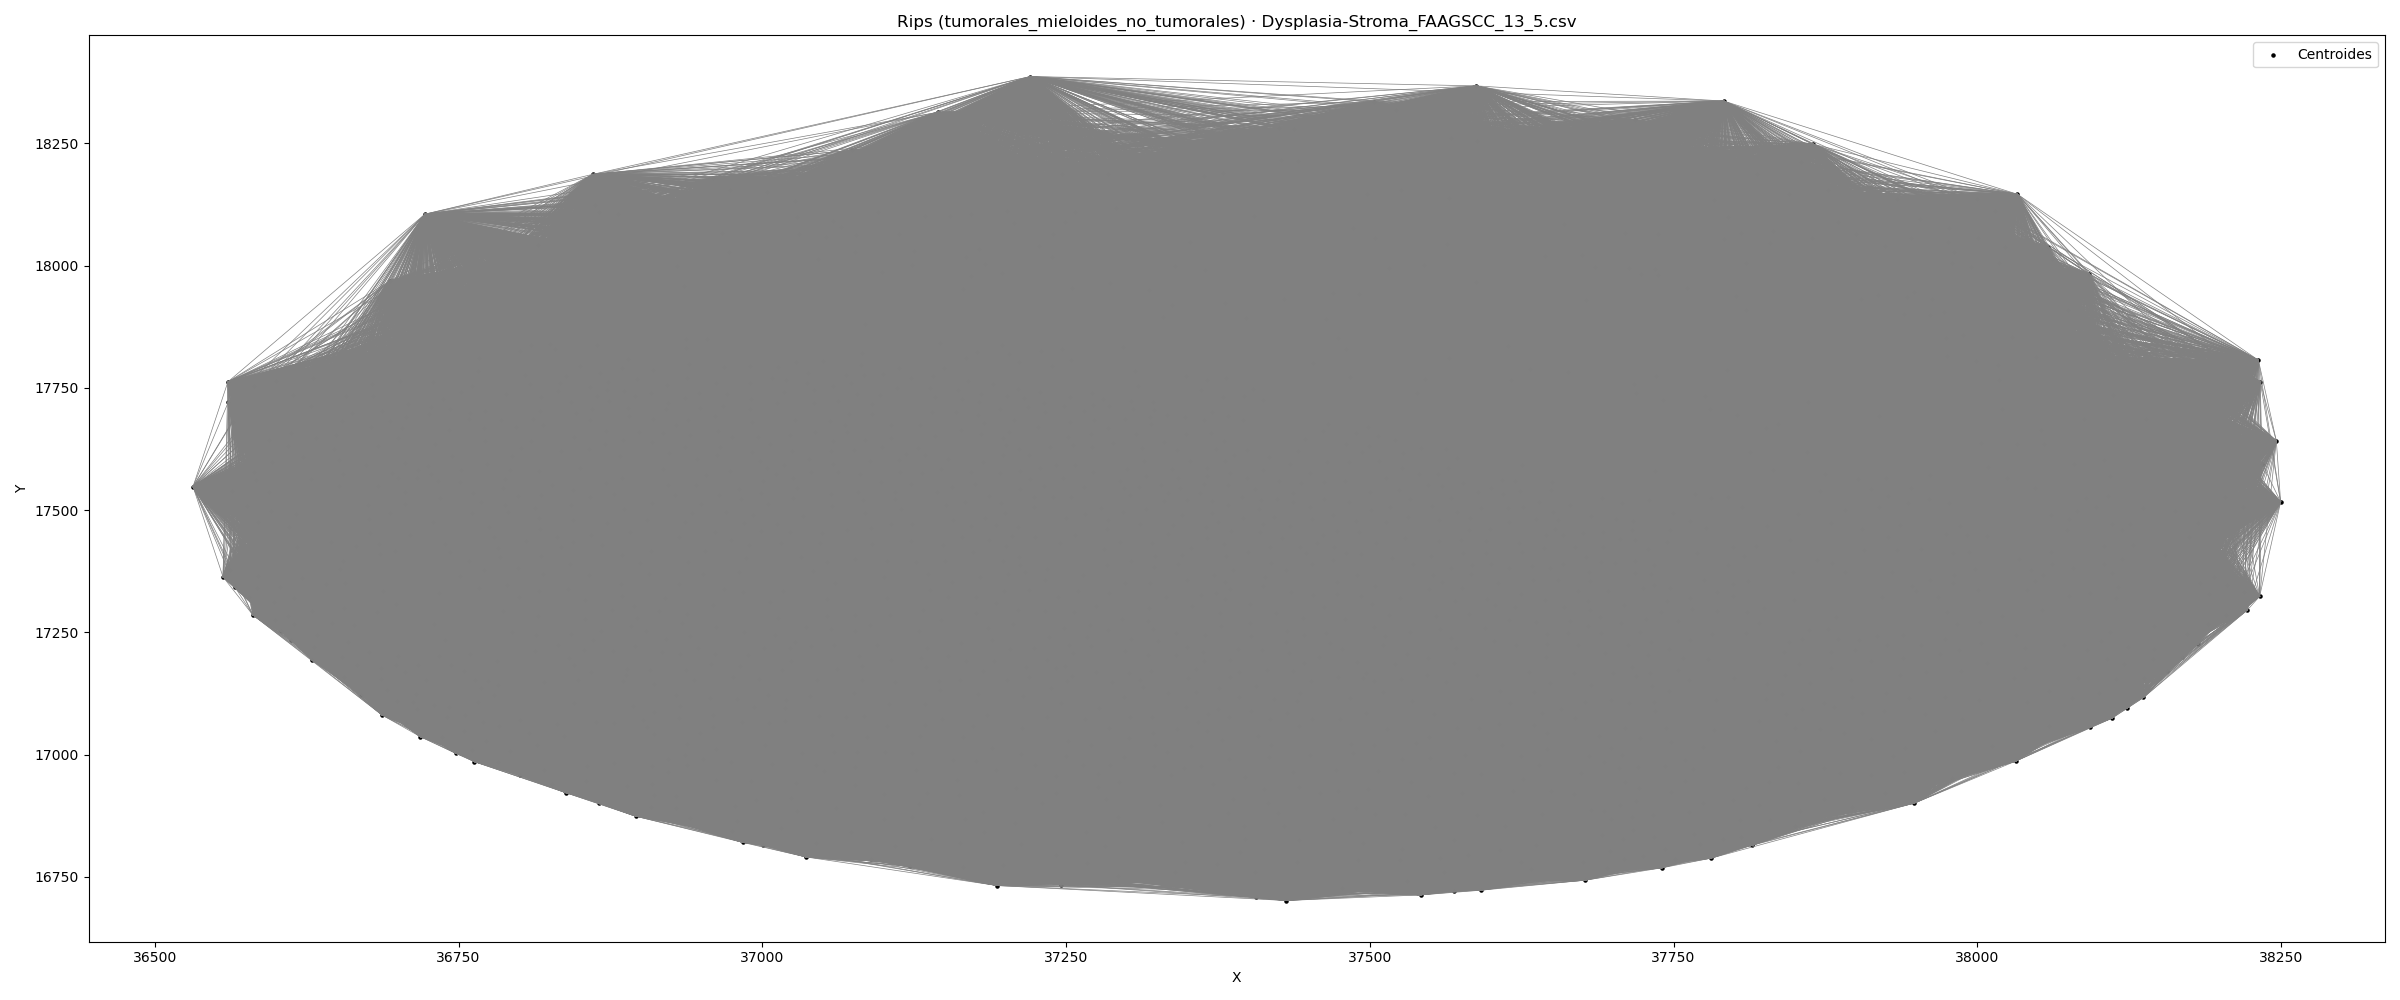 Rips (tumorales_mieloides_no_tumorales) · Dysplasia-Stroma_FAAGSCC_13_5.csv
Centroides
18250
18000
17750
17500
17250
17000
16750
Y
36500 36750 37000 37250 37500 37750 38000 38250
X